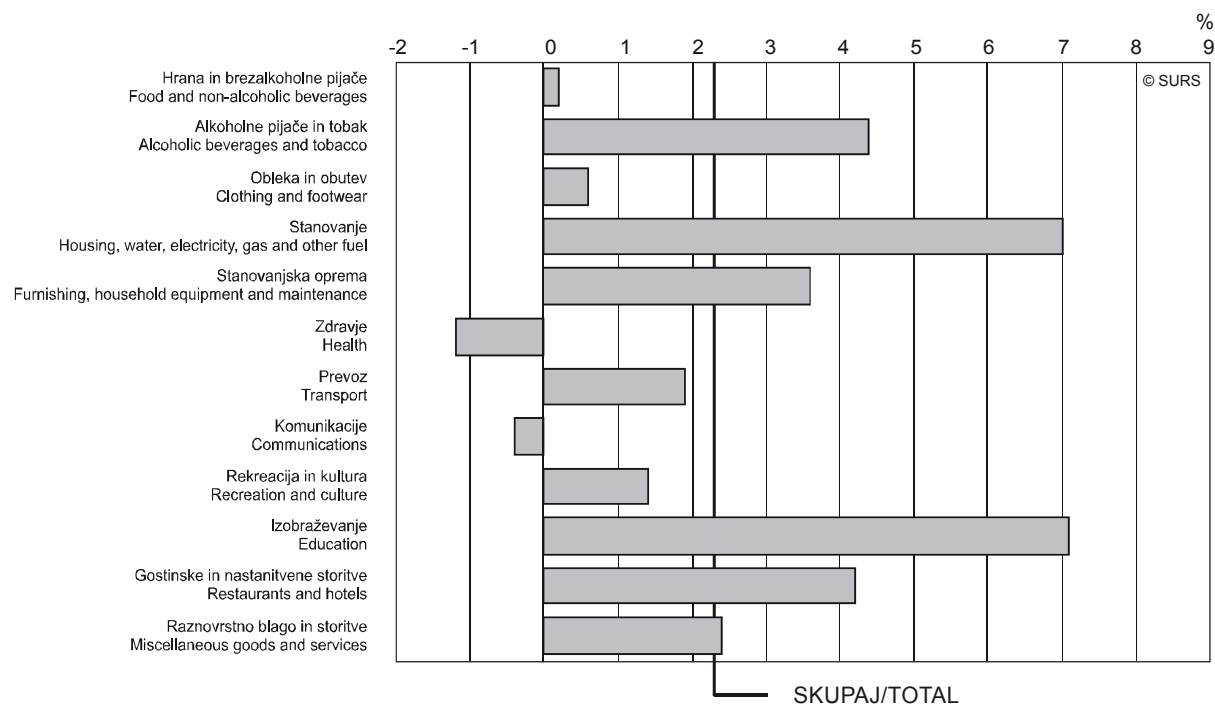 %
-2 -1 0 1 2 3 4 5 6 7 8 9
© SURS
Hrana in brezalkoholne pijače
Food and non-alcoholic beverages
Alkoholne pijače in tobak
Alcoholic beverages and tobacco
Obleka in obutev
Clothing and footwear
Stanovanje
Housing, water, electricity, gas and other fuel
Stanovanjska oprema
Furnishing, household equipment and maintenance
Zdravje
Health
Prevoz
Transport
Komunikacije
Communications
Rekreacija in kultura
Recreation and culture
Izobraževanje
Education
Gostinske in nastanitvene storitve
Restaurants and hotels
Raznovrstno blago in storitve
Miscellaneous goods and services
SKUPAJ/TOTAL